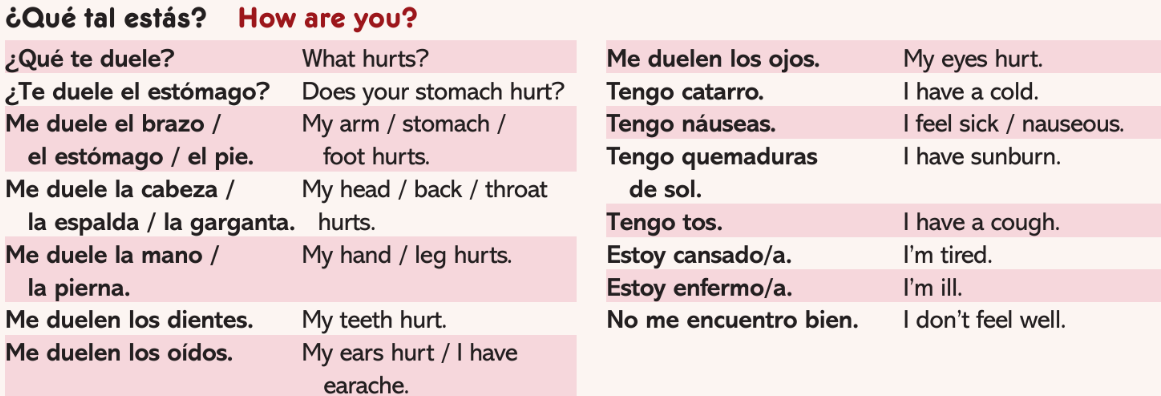 ¿Qué tal estás? How are you?
¿Qué te duele? What hurts?
¿Te duele el estómago? Does your stomach hurt?
Me duele el brazo / My arm / stomach /
el estómago / el pie. foot hurts.
Me duele la cabeza / My head / back / throat
la espalda / la garganta. hurts.
Me duele la mano / My hand / leg hurts.
la pierna.
Me duelen los dientes. My teeth hurt.
Me duelen los oídos. My ears hurt / I have
earache.
Me duelen los ojos. My eyes hurt.
Tengo catarro. I have a cold.
Tengo náuseas. I feel sick / nauseous.
Tengo quemaduras I have sunburn.
de sol.
Tengo tos. I have a cough.
Estoy cansado/a. I’m tired.
Estoy enfermo/a. I’m ill.
No me encuentro bien. I don’t feel well.